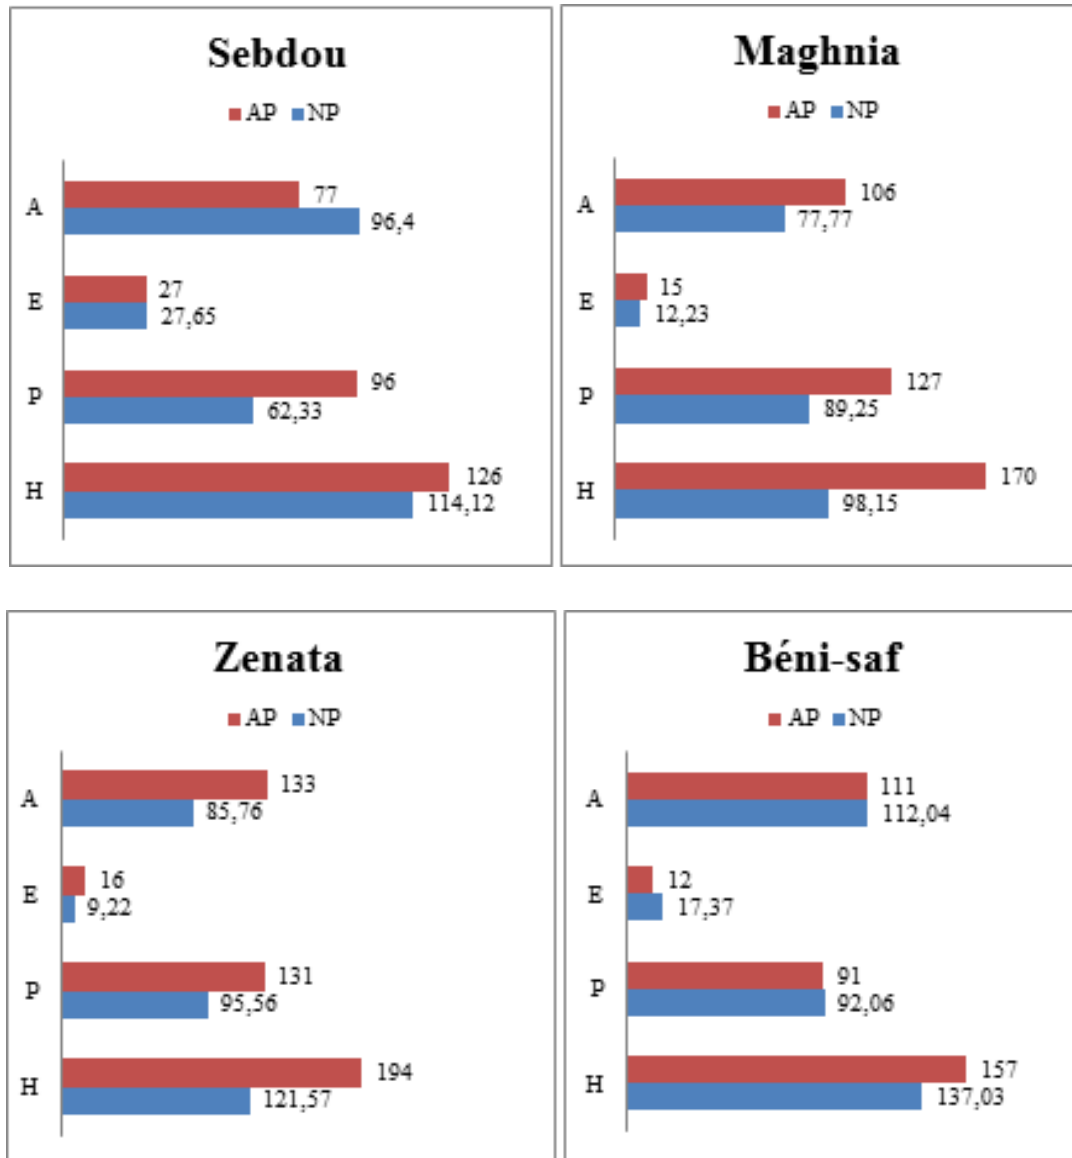 Sebdou
AP NP
A
77
96,4
E
27
27,65
P
96
62,33
H
126
114,12
Maghnia
AP NP
A
106
77,77
E
15
12,23
P
127
89,25
H
170
98,15
Zenata
AP NP
A
133
85,76
E
16
9,22
P
131
95,56
H
194
121,57
Béni-saf
AP NP
A
111
112,04
E
12
17,37
P
91
92,06
H
157
137,03